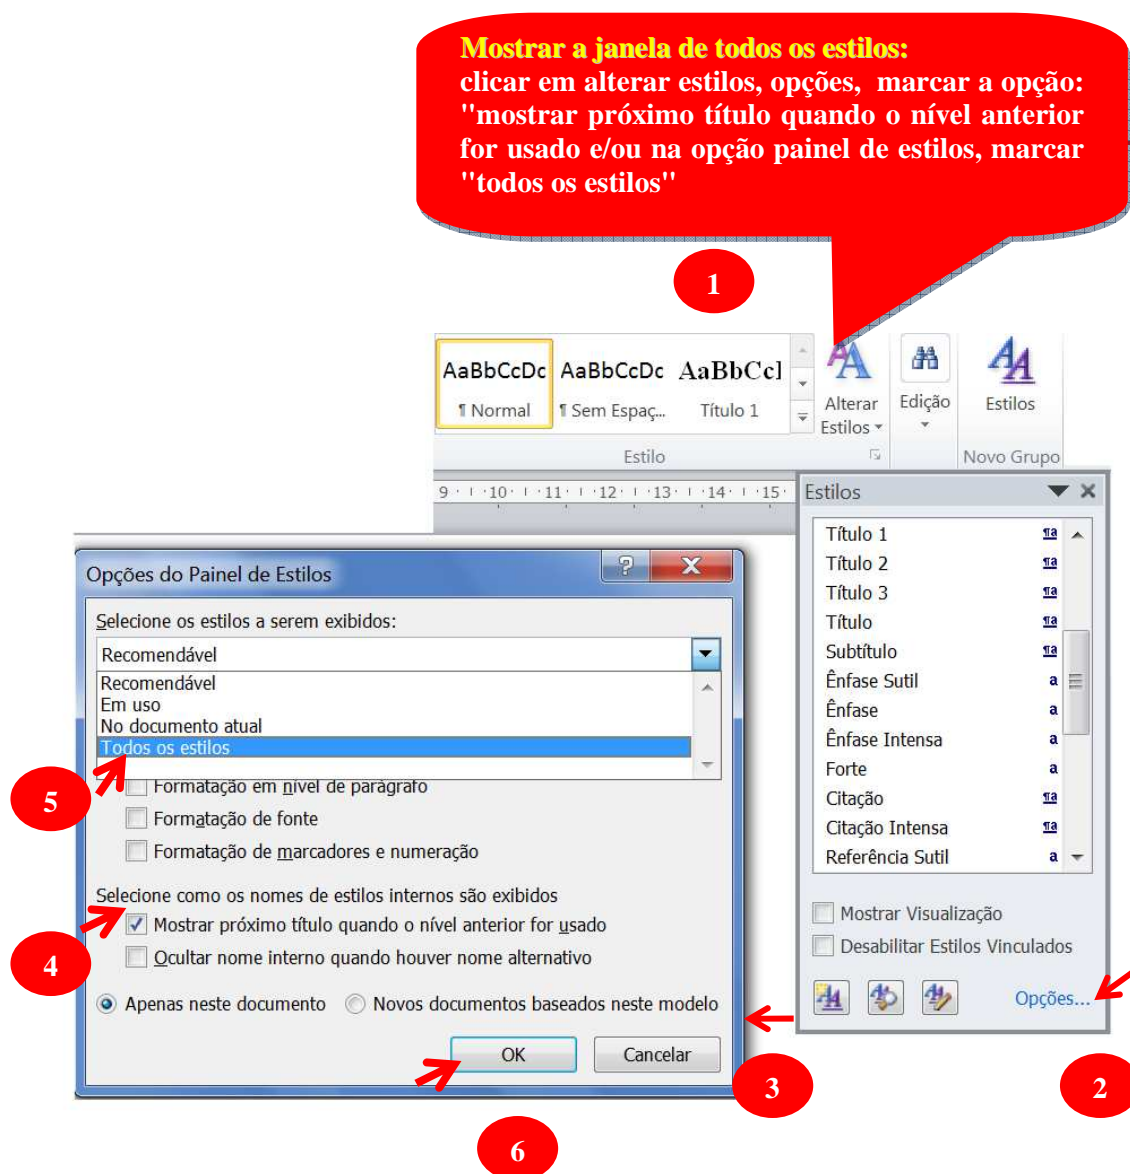 Mostrar a janela de todos os estilos:
clicar em alterar estilos, opções, marcar a opção:
"mostrar próximo título quando o nível anterior
for usado e/ou na opção painel de estilos, marcar
"todos os estilos"
1
AaBbCcDc AaBbCcDc AaBbCcI
¶ Normal ¶ Sem Espaç... Título 1
Alterar
Estilos
Edição
Estilos
Estilo
Novo Grupo
9 10 11 12 13 14 15
Estilos
Título 1 ¶a
Título 2 ¶a
Título 3 ¶a
Título ¶a
Subtítulo ¶a
Ênfase Sutil a
Ênfase a
Ênfase Intensa a
Forte a
Citação ¶a
Citação Intensa ¶a
Referência Sutil a
Mostrar Visualização
Desabilitar Estilos Vinculados
Opções...
2
Opções do Painel de Estilos
Selecione os estilos a serem exibidos:
Recomendável
Recomendável
Em uso
No documento atual
Todos os estilos
5
Formatação em nível de parágrafo
Formatação de fonte
Formatação de marcadores e numeração
Selecione como os nomes de estilos internos são exibidos
Mostrar próximo título quando o nível anterior for usado
4
Ocultar nome interno quando houver nome alternativo
Apenas neste documento Novos documentos baseados neste modelo
OK Cancelar
3
6